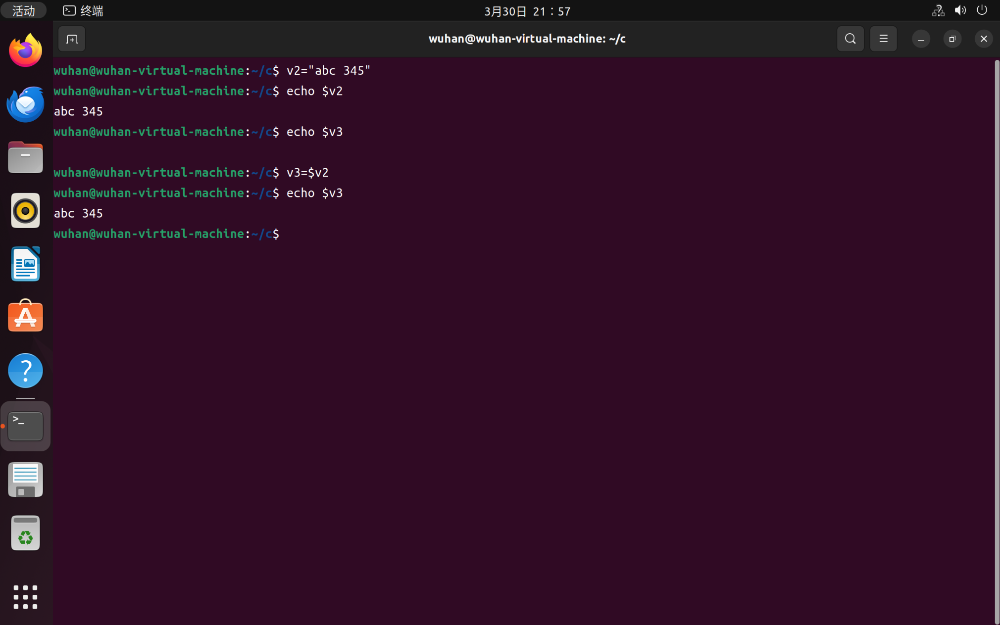 活动
终端
3月30日 21：57
wuhan@wuhan-virtual-machine: ~/c
wuhan@wuhan-virtual-machine:~/c$ v2="abc 345"
wuhan@wuhan-virtual-machine:~/c$ echo $v2
abc 345
wuhan@wuhan-virtual-machine:~/c$ echo $v3
wuhan@wuhan-virtual-machine:~/c$ v3=$v2
wuhan@wuhan-virtual-machine:~/c$ echo $v3
abc 345
wuhan@wuhan-virtual-machine:~/c$